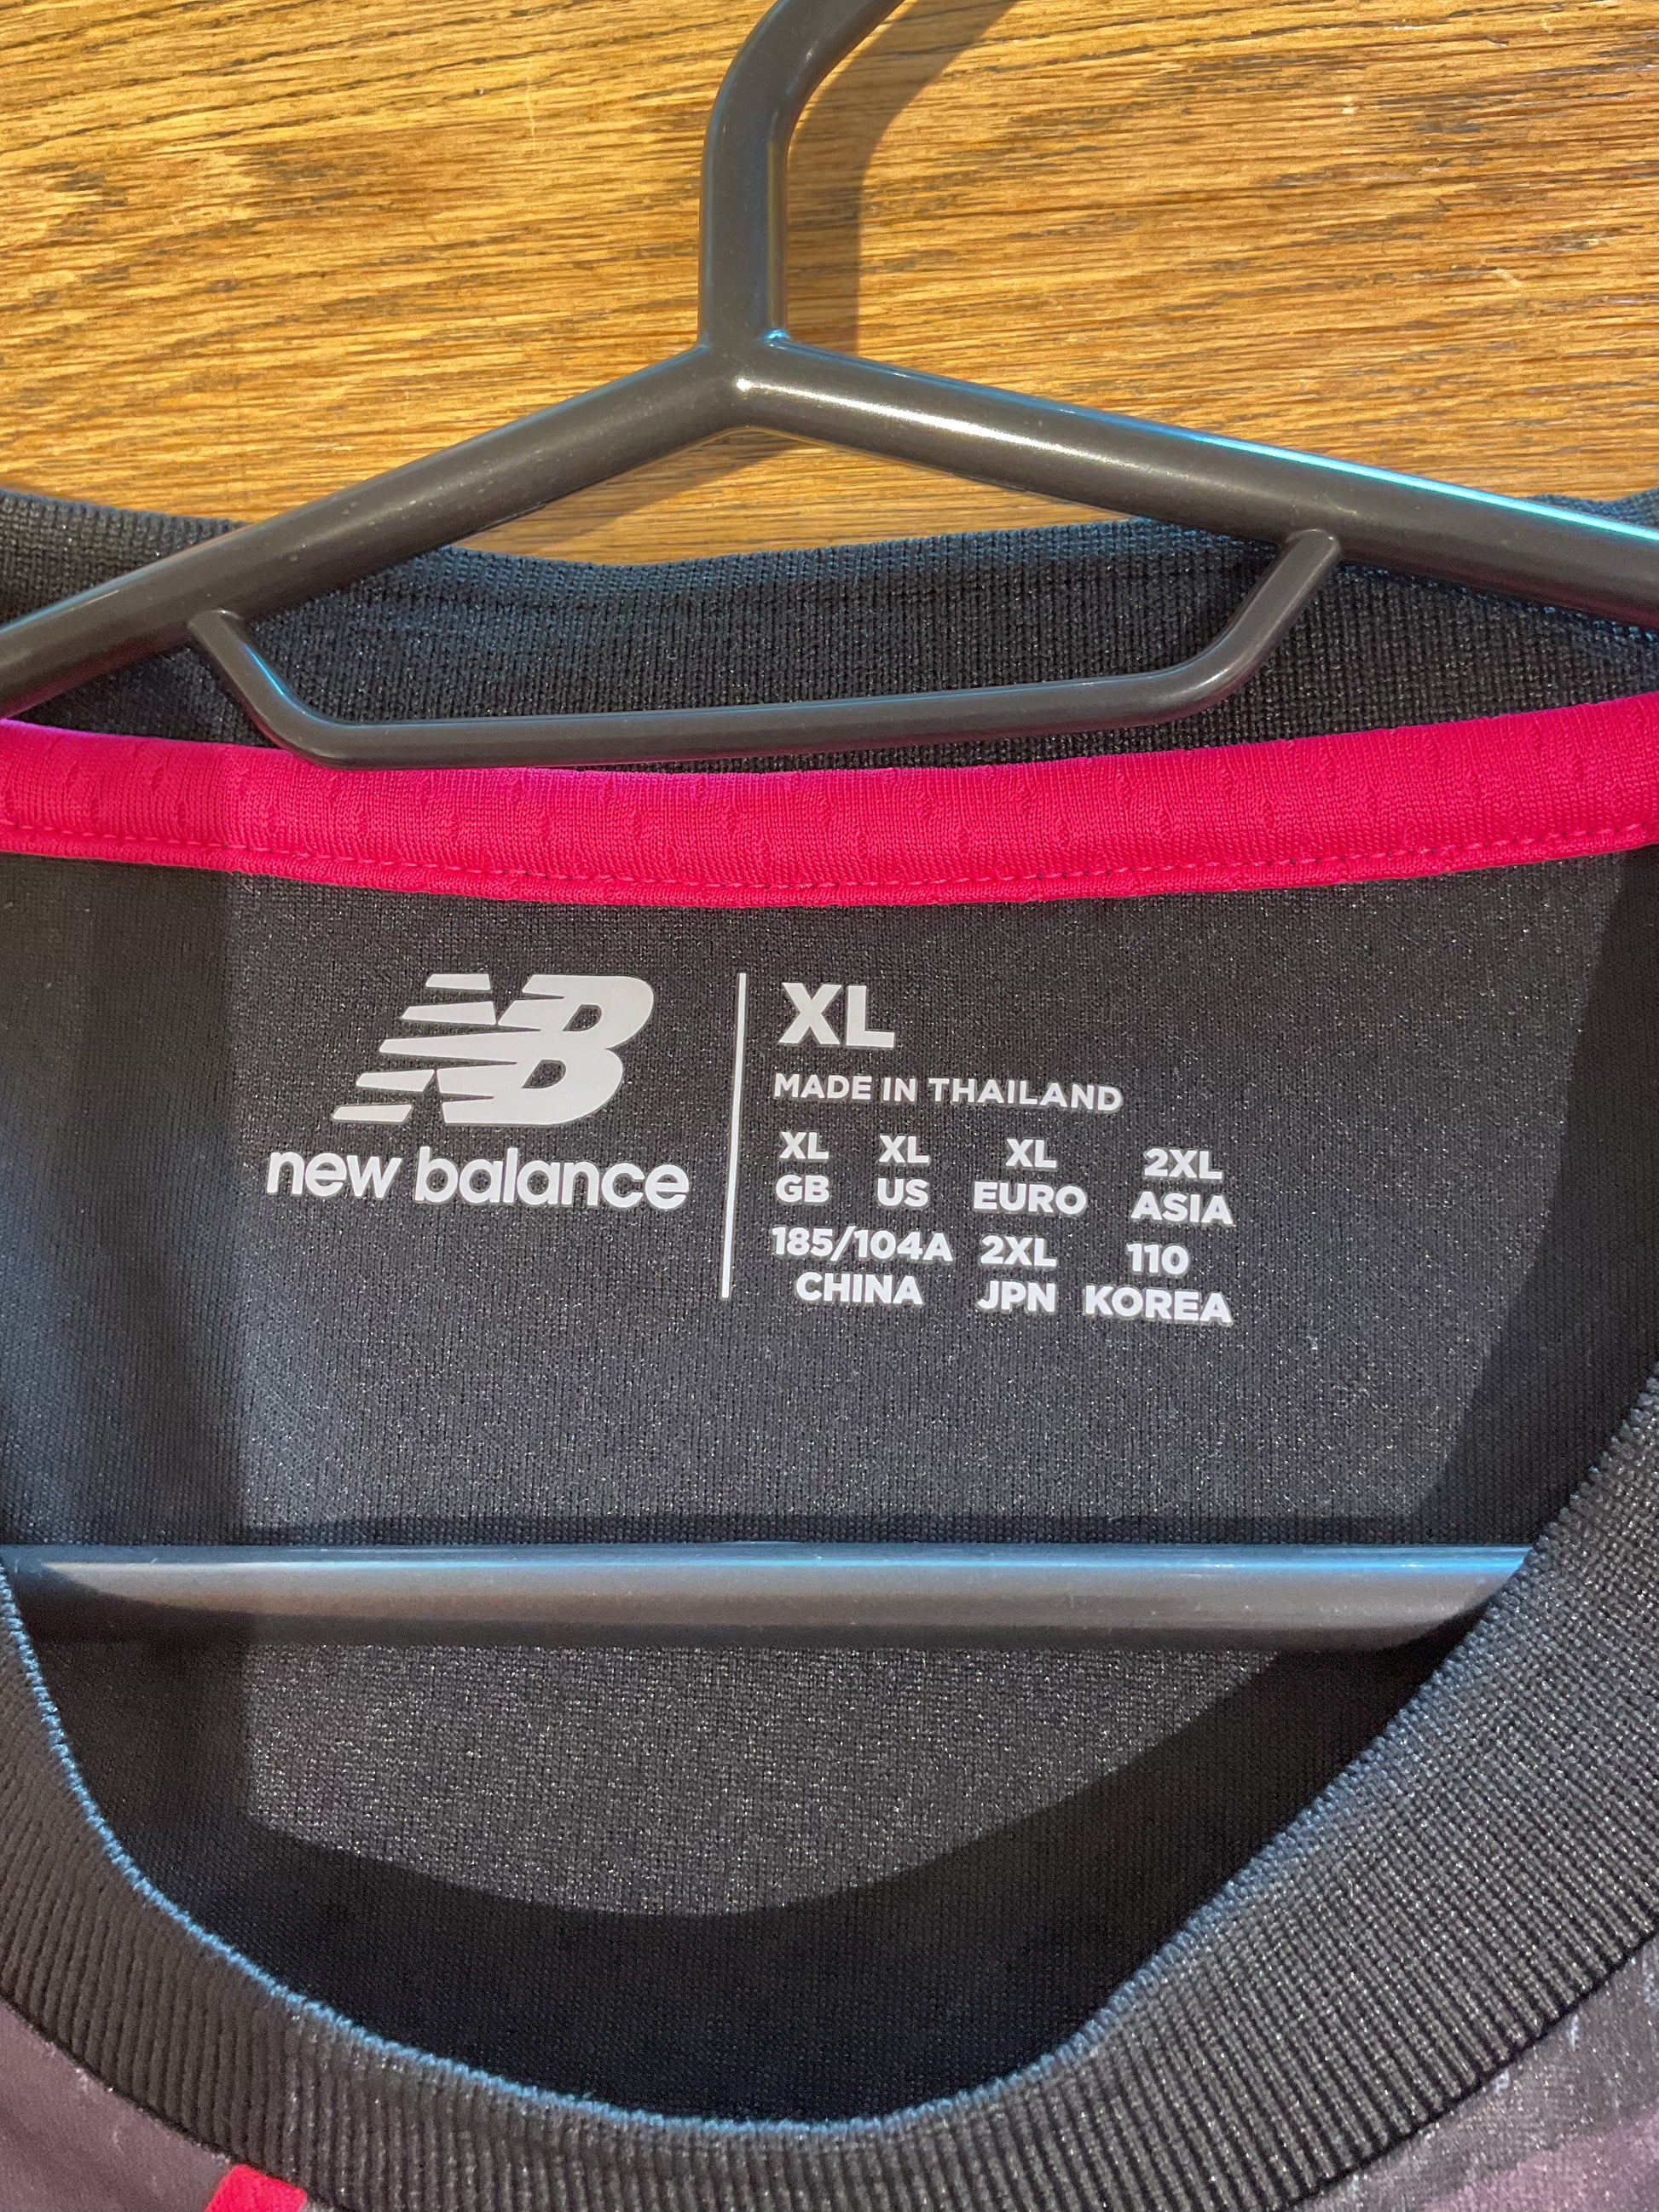 NB
new balance
XL
MADE IN THAILAND
XL XL XL 2XL
GB US EURO ASIA
185/104A 2XL 110
CHINA JPN KOREA